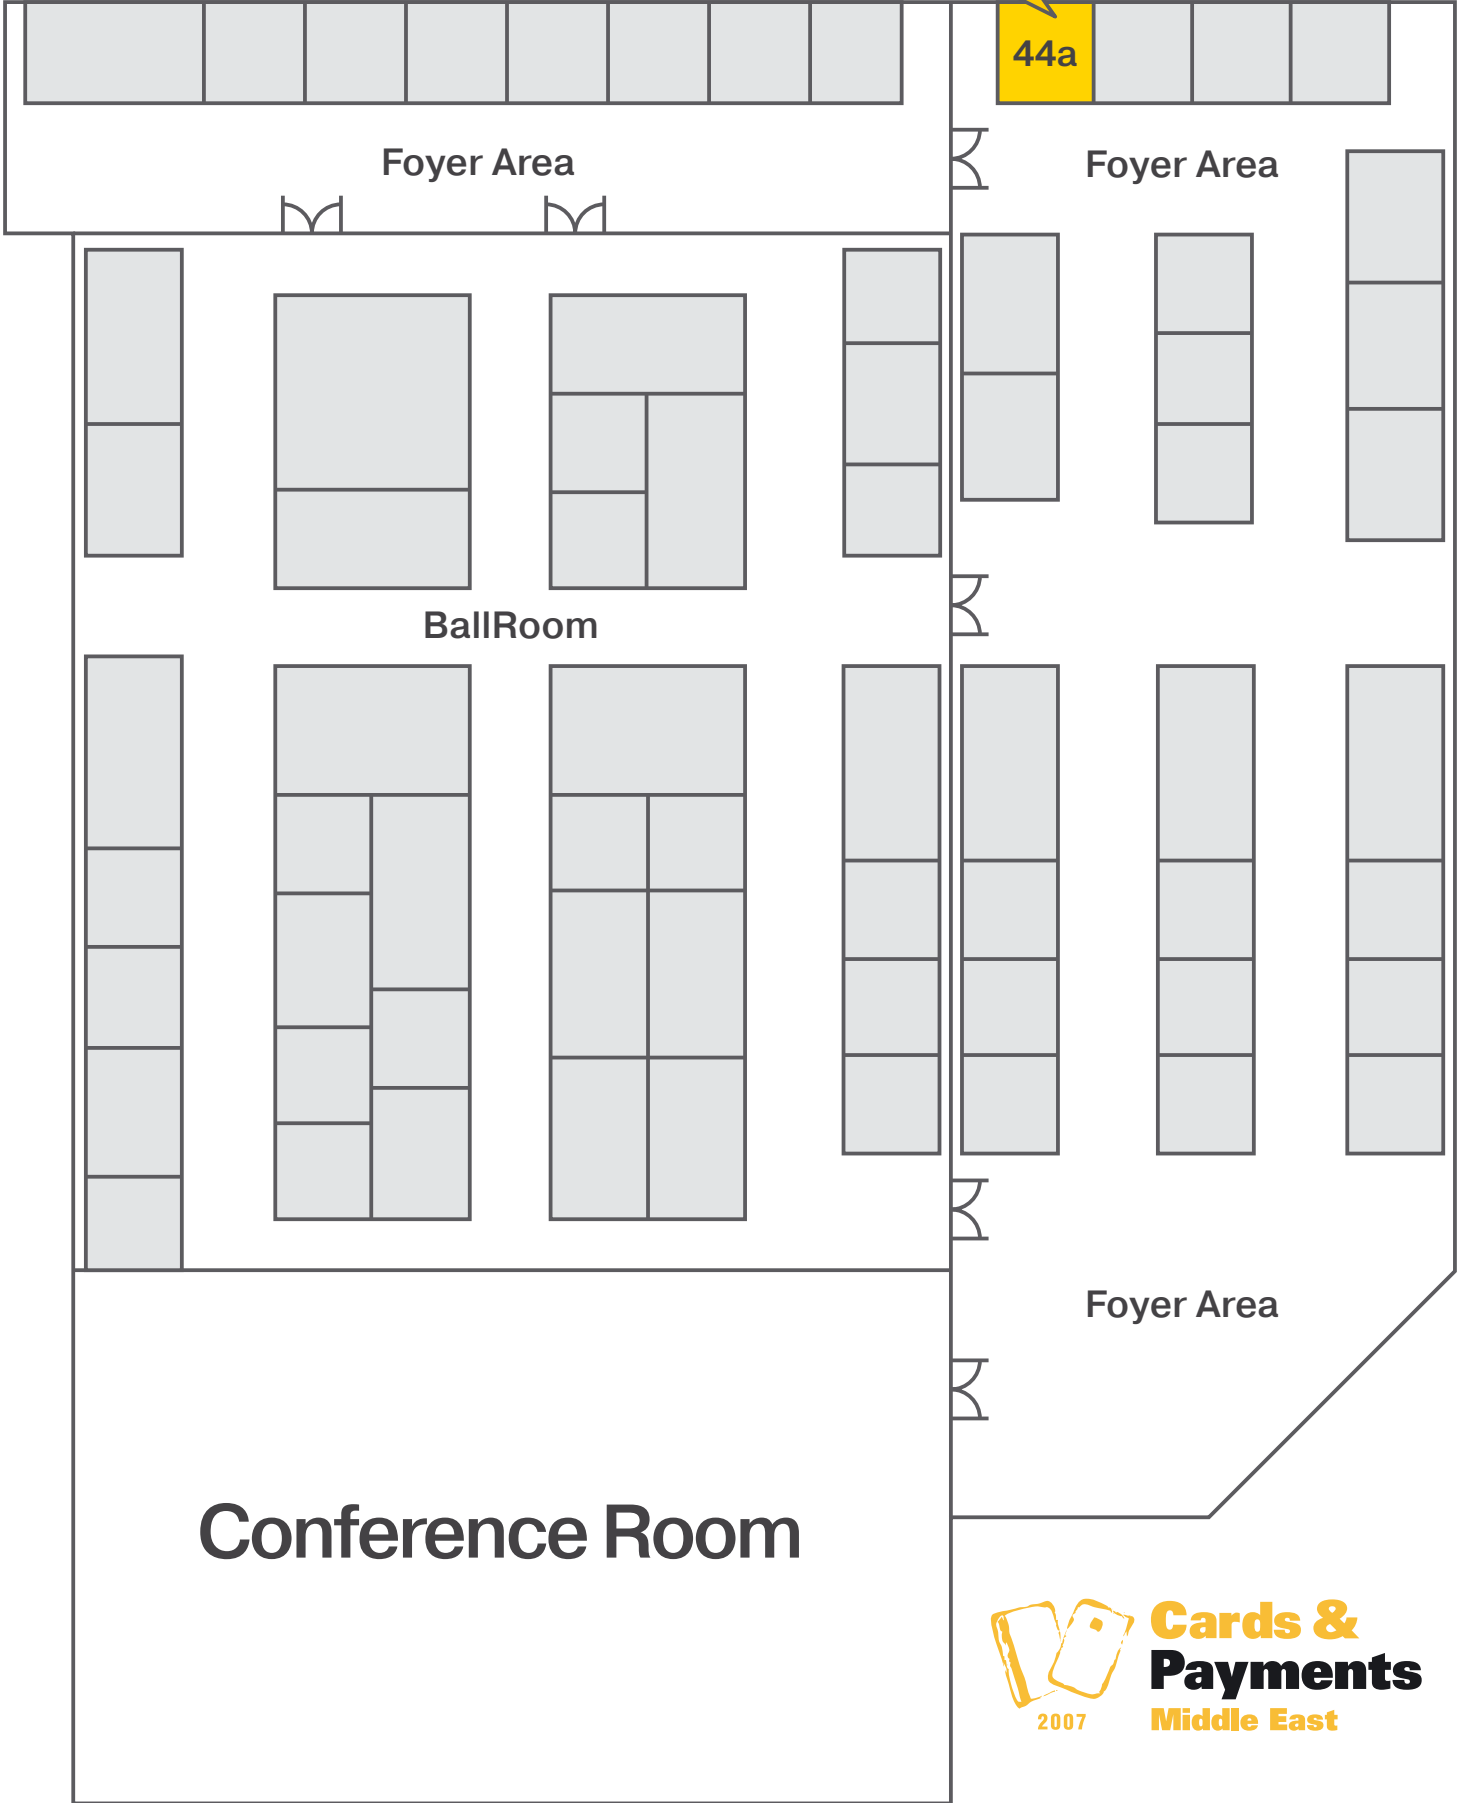 44a
Foyer Area
Foyer Area
BallRoom
Foyer Area
Conference Room
Cards &
Payments
Middle East
2007